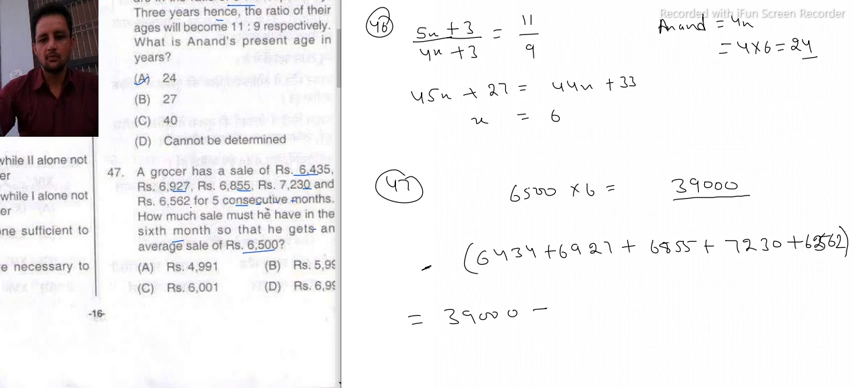 Three years hence, the ratio of their
ages will become 11 : 9 respectively.
What is Anand's present age in
years?
(A) 24
(B) 27
(C) 40
(D) Cannot be determined
while II alone not
er
while I alone not
er
one sufficient to
e necessary to
47. A grocer has a sale of Rs. 6,435,
Rs. 6,927, Rs. 6,855, Rs. 7,230 and
Rs. 6,562 for 5 consecutive months.
How much sale must he have in the
sixth month so that he gets an
average sale of Rs. 6,500?
(A) Rs. 4,991 (B) Rs. 5,99
(C) Rs. 6,001 (D) Rs. 6,99
-16-
Recorded with iFun Screen Recorder
46
5x + 3 / 4x + 3 = 11 / 9
45x + 27 = 44x + 33
x = 6
Anand = 4x
= 4 × 6 = 24
47
6500 × 6 = 39000
- (6434 + 6927 + 6855 + 7230 + 6562)
= 39000 -